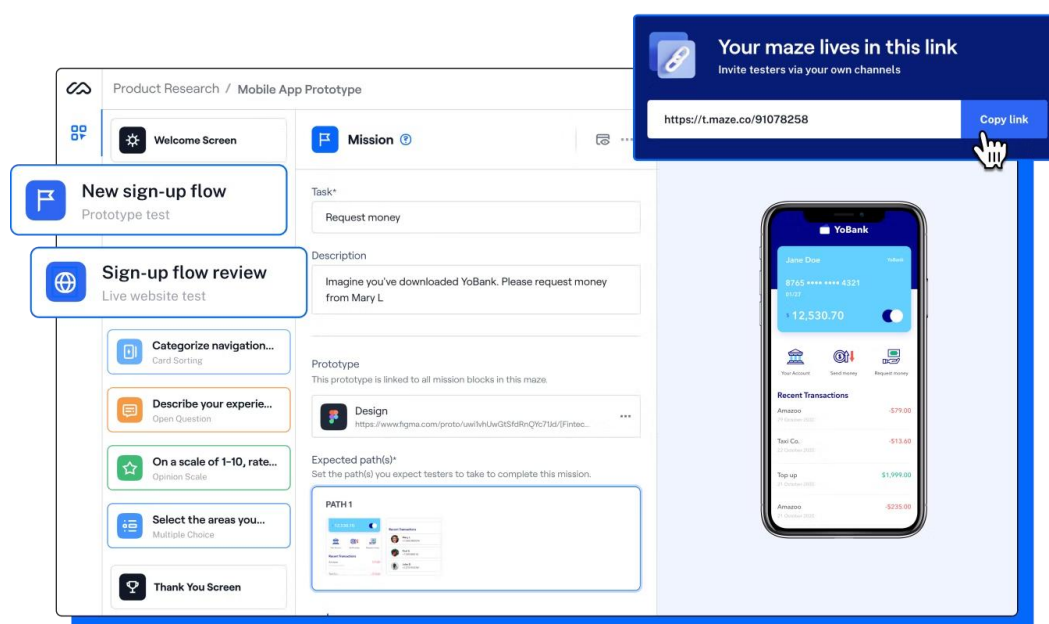 Your maze lives in this link
Invite testers via your own channels
https://t.maze.co/91078258
Copy link
Product Research / Mobile App Prototype
Welcome Screen
New sign-up flow
Prototype test
Sign-up flow review
Live website test
Categorize navigation...
Card Sorting
Describe your experie...
Open Question
On a scale of 1-10, rate...
Opinion Scale
Select the areas you...
Multiple Choice
Thank You Screen
Mission
Task*
Request money
Description
Imagine you've downloaded YoBank. Please request money
from Mary L
Prototype
This prototype is linked to all mission blocks in this maze.
Design
Expected path(s)*
Set the path(s) you expect testers to take to complete this mission.
PATH 1
12,530.70
Recent Transactions
YoBank
Jane Doe
YoBank
8765 •••• •••• 4321
12,530.70
Your Account
Send money
Request money
Recent Transactions
Amazoo
-$79.00
Taxi Co.
-$13.60
Top up
$1,999.00
Amazoo
-$235.00